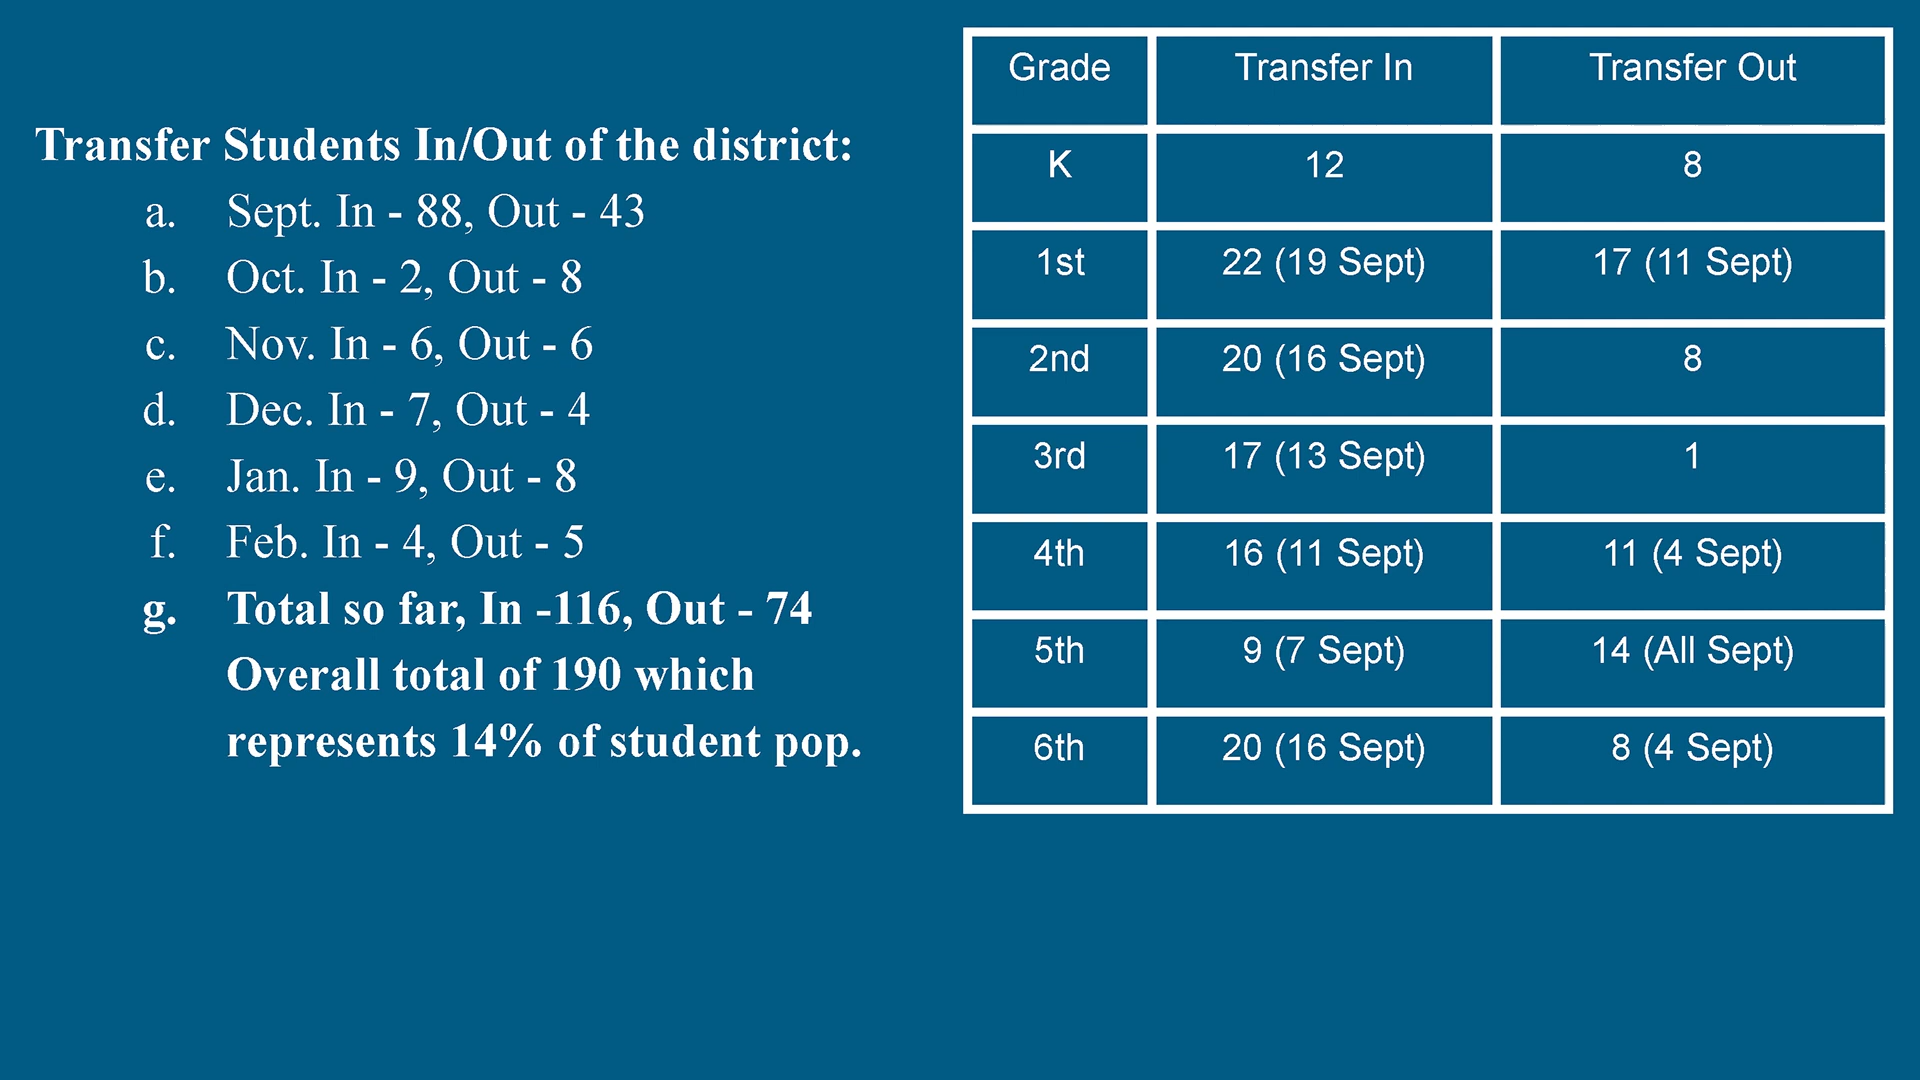 Transfer Students In/Out of the district:
a. Sept. In - 88, Out - 43
b. Oct. In - 2, Out - 8
c. Nov. In - 6, Out - 6
d. Dec. In - 7, Out - 4
e. Jan. In - 9, Out - 8
f. Feb. In - 4, Out - 5
g. Total so far, In -116, Out - 74
Overall total of 190 which
represents 14% of student pop.
Grade Transfer In Transfer Out
K 12 8
1st 22 (19 Sept) 17 (11 Sept)
2nd 20 (16 Sept) 8
3rd 17 (13 Sept) 1
4th 16 (11 Sept) 11 (4 Sept)
5th 9 (7 Sept) 14 (All Sept)
6th 20 (16 Sept) 8 (4 Sept)